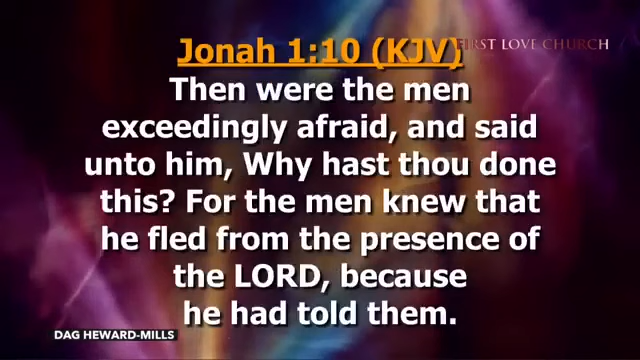 Jonah 1:10 (KJV)
FIRST LOVE CHURCH /
Then were the men
exceedingly afraid, and said
unto him, Why hast thou done
this? For the men knew that
he fled from the presence of
the LORD, because
he had told them.
DAG HEWARD-MILLS